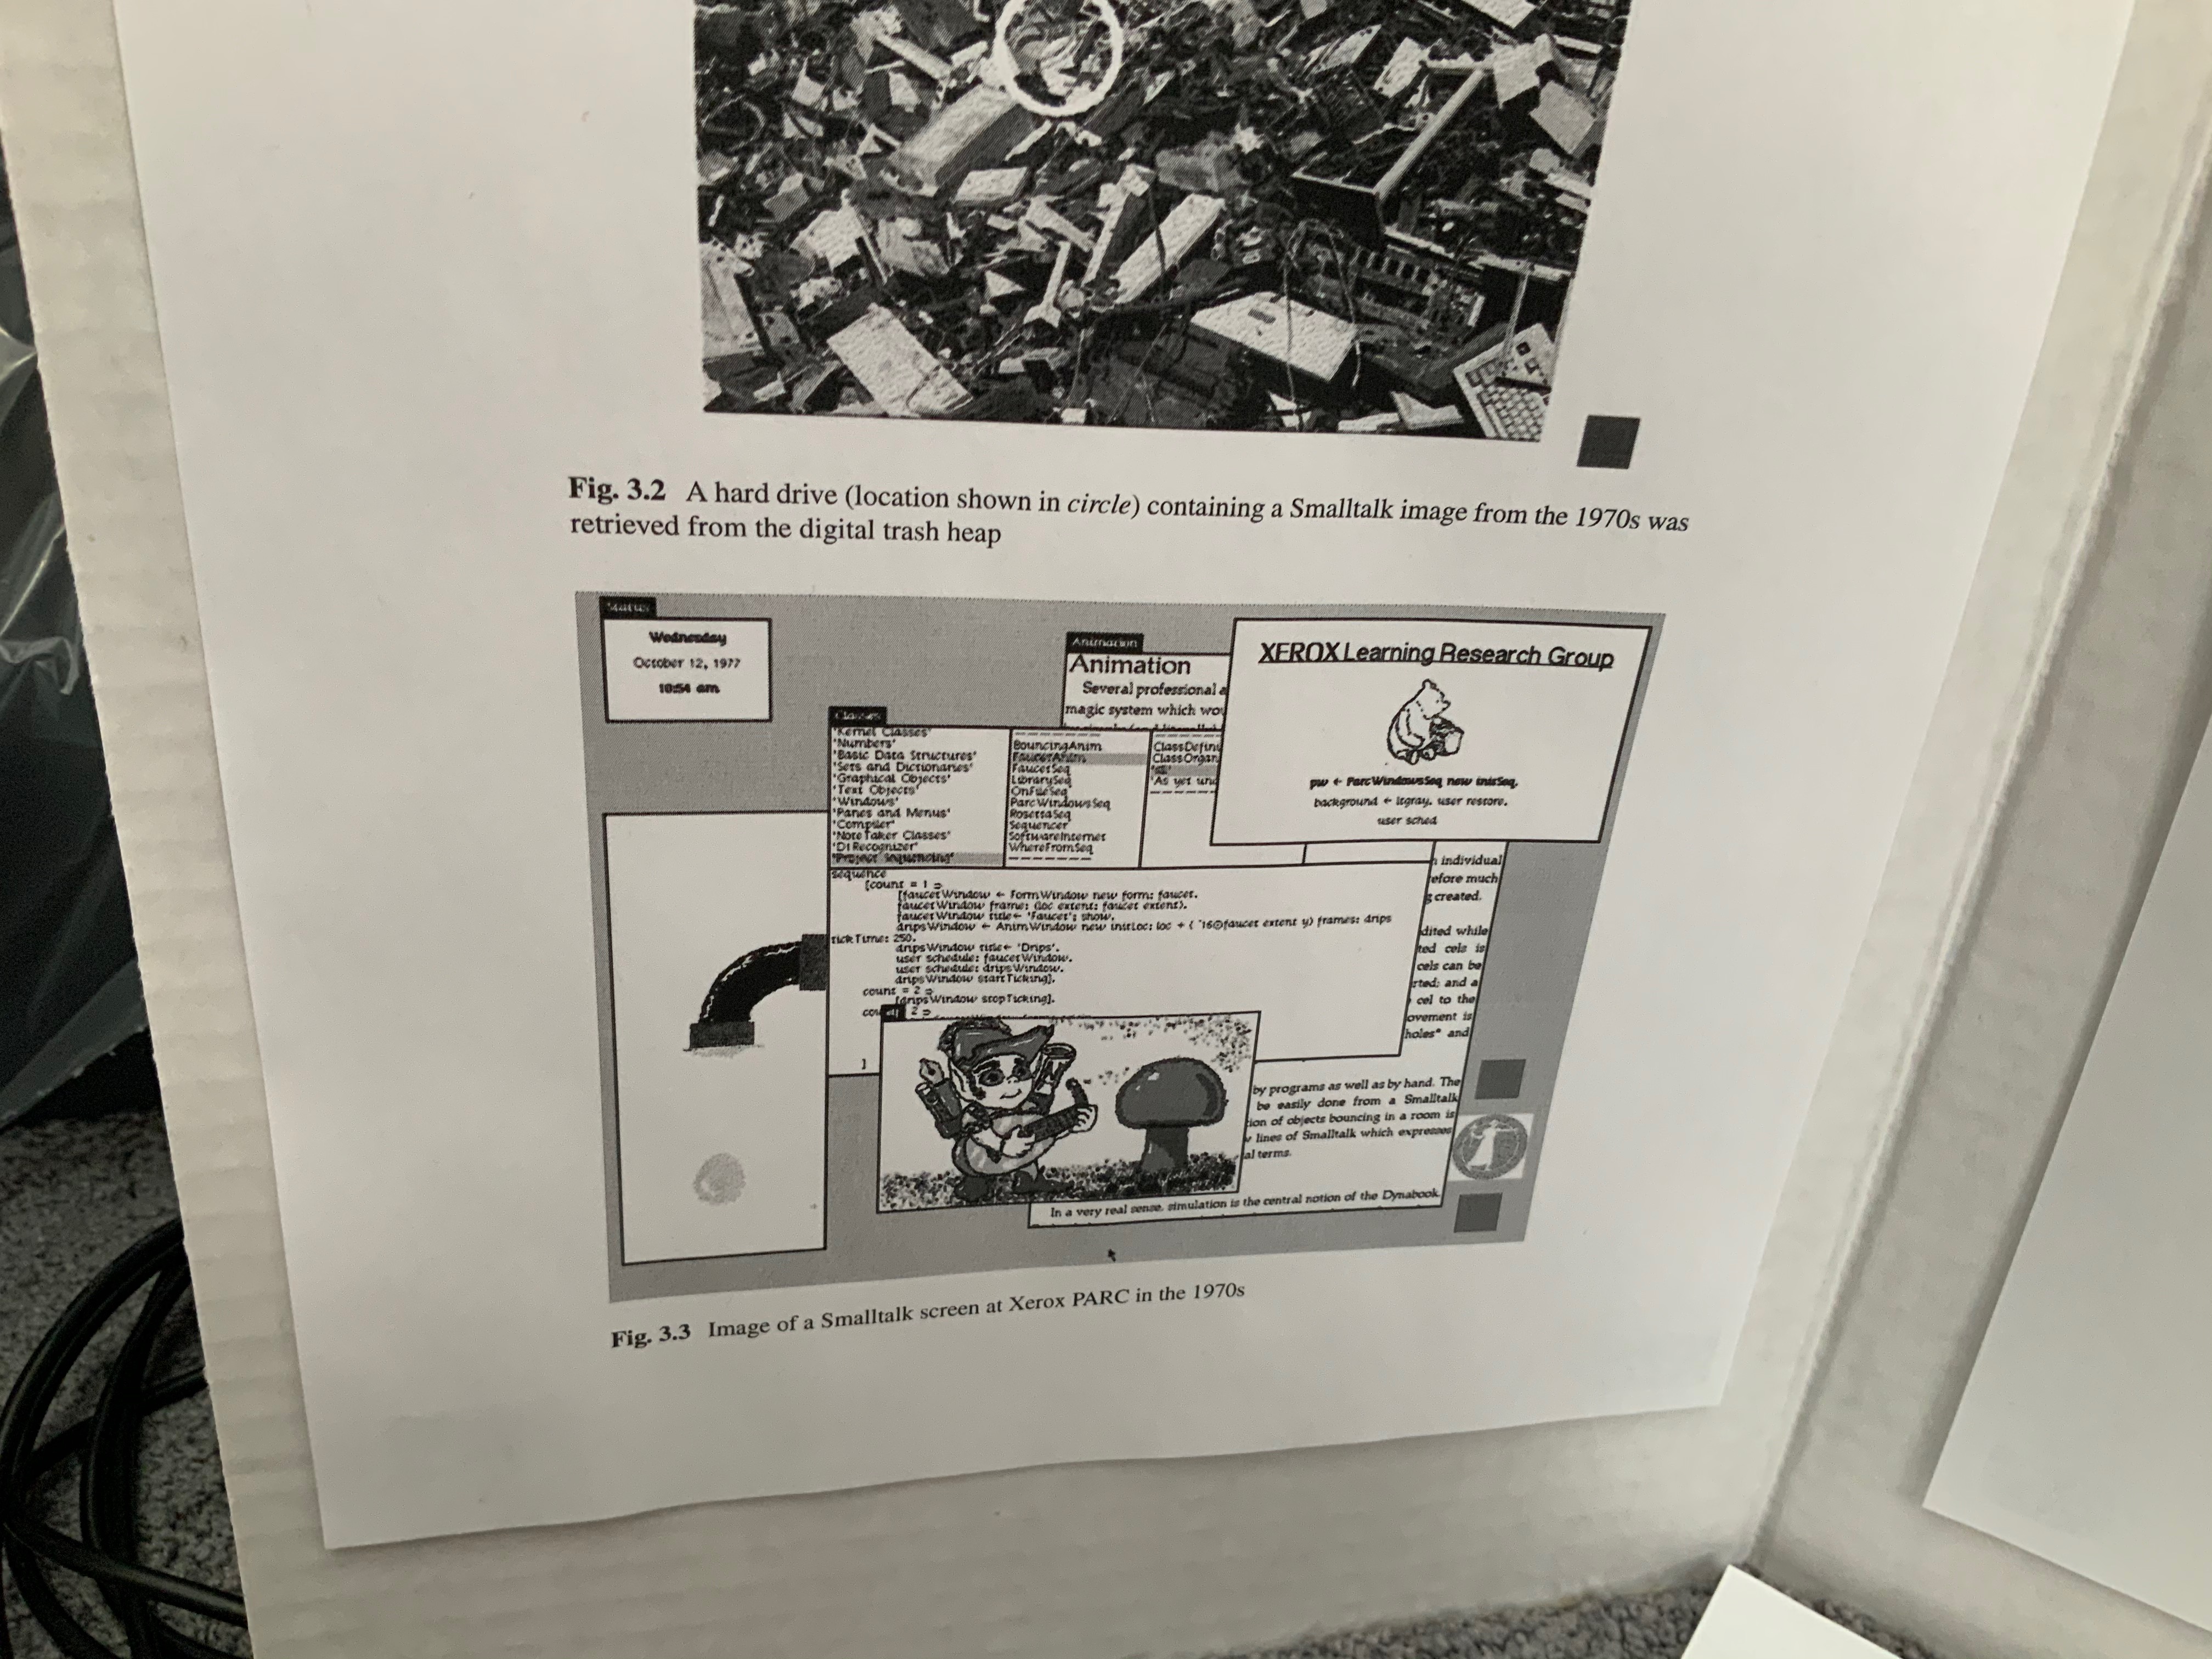 Fig. 3.2 A hard drive (location shown in circle) containing a Smalltalk image from the 1970s was
retrieved from the digital trash heap
Status
Wednesday
October 12, 1977
10:54 am
Animation
Animation
Several professional a
magic system which wou
XEROX Learning Research Group
pw ← ParcWindowsSeq new initSeq.
background ← ltgray. user restore.
user sched
Classes
'Kernel Classes'
'Numbers'
'Basic Data Structures'
'Sets and Dictionaries'
'Graphical Objects'
'Text Objects'
'Windows'
'Panes and Menus'
'Compiler'
'NoteTaker Classes'
'DI Recognizer'
'Project Sequencing'
BouncingAnim
FaucetAnim
FaucetSeq
LibrarySeq
OnFileSeq
ParcWindowsSeq
RosettaSeq
Sequencer
SoftwareInternet
WhereFromSeq
ClassDefini
ClassOrgan
'As yet und
sequence
[count = 1 ⇒
[faucetWindow ← FormWindow new form: faucet.
faucetWindow frame: (loc extent: faucet extent).
faucetWindow title← 'Faucet'; show.
dripsWindow ← AnimWindow new initLoc: loc + ( ¯16⊙faucet extent y) frames: drips
tickTime: 250.
dripsWindow title← 'Drips'.
user schedule: faucetWindow.
user schedule: dripsWindow.
dripsWindow startTicking].
count = 2 ⇒
[dripsWindow stopTicking].
cou 2 ⇒
]
individual
efore much
g created.
dited while
ted cels is
cels can be
rted; and a
cel to the
ovement is
holes" and
by programs as well as by hand. The
be easily done from a Smalltalk
ion of objects bouncing in a room is
lines of Smalltalk which expresses
al terms.
In a very real sense, simulation is the central notion of the Dynabook.
Fig. 3.3 Image of a Smalltalk screen at Xerox PARC in the 1970s